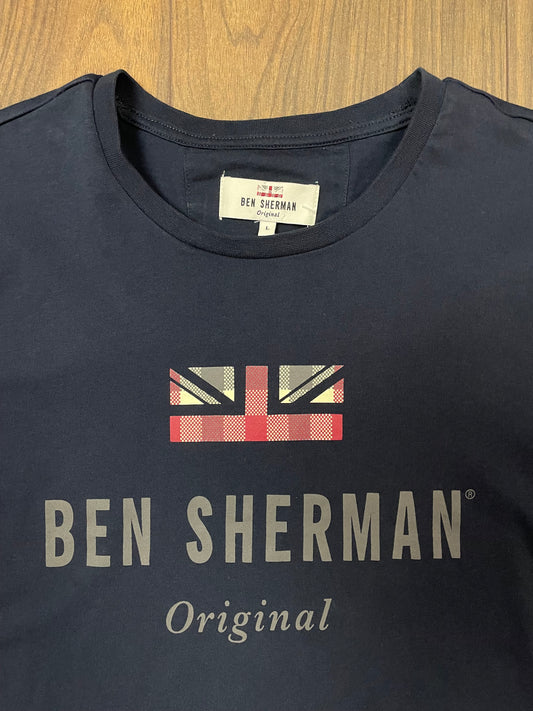 BEN SHERMAN
Original
L
BEN SHERMAN®
Original